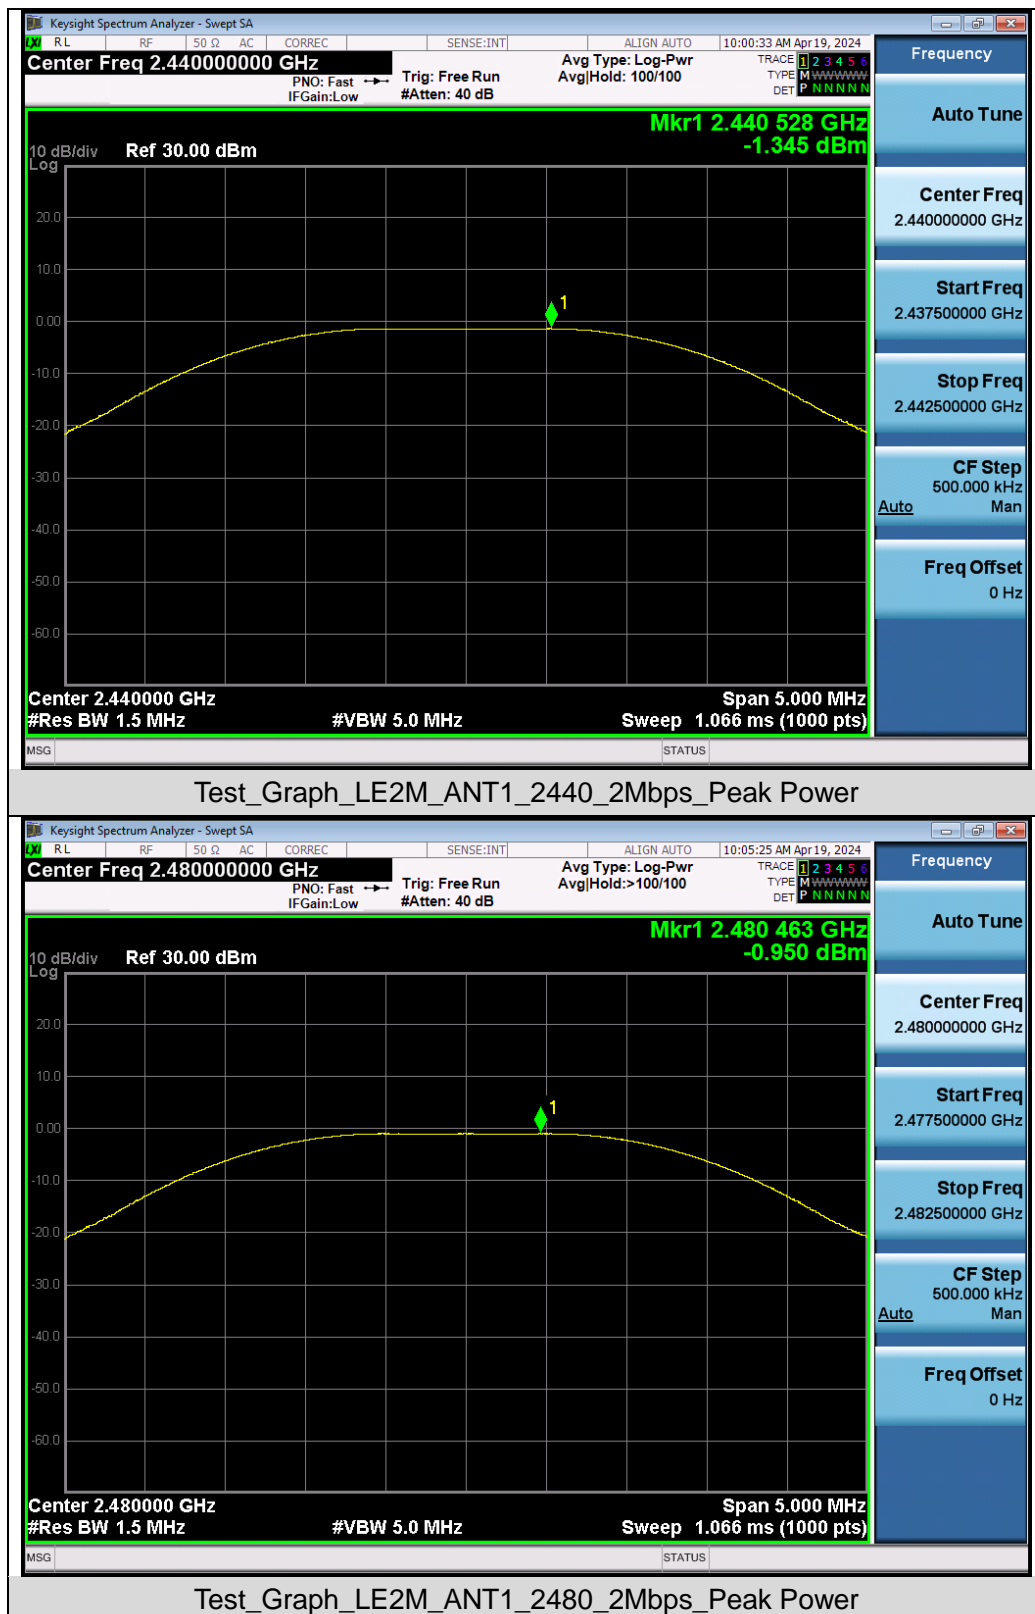 Keysight Spectrum Analyzer - Swept SA
LXI RL RF 50 Ω AC CORREC SENSE:INT ALIGN AUTO 10:00:33 AM Apr 19, 2024
Center Freq 2.440000000 GHz
PNO: Fast
IFGain:Low
Trig: Free Run
#Atten: 40 dB
Avg Type: Log-Pwr
Avg|Hold: 100/100
TRACE 1 2 3 4 5 6
TYPE M WWWWW
DET P N N N N N
Mkr1 2.440 528 GHz
-1.345 dBm
10 dB/div Ref 30.00 dBm
Log
20.0
10.0
0.00
-10.0
-20.0
-30.0
-40.0
-50.0
-60.0
1
Center 2.440000 GHz Span 5.000 MHz
#Res BW 1.5 MHz #VBW 5.0 MHz Sweep 1.066 ms (1000 pts)
MSG STATUS
Frequency
Auto Tune
Center Freq
2.440000000 GHz
Start Freq
2.437500000 GHz
Stop Freq
2.442500000 GHz
CF Step
500.000 kHz
Auto Man
Freq Offset
0 Hz
Test_Graph_LE2M_ANT1_2440_2Mbps_Peak Power
Keysight Spectrum Analyzer - Swept SA
LXI RL RF 50 Ω AC CORREC SENSE:INT ALIGN AUTO 10:05:25 AM Apr 19, 2024
Center Freq 2.480000000 GHz
PNO: Fast
IFGain:Low
Trig: Free Run
#Atten: 40 dB
Avg Type: Log-Pwr
Avg|Hold:>100/100
TRACE 1 2 3 4 5 6
TYPE M WWWWW
DET P N N N N N
Mkr1 2.480 463 GHz
-0.950 dBm
10 dB/div Ref 30.00 dBm
Log
20.0
10.0
0.00
-10.0
-20.0
-30.0
-40.0
-50.0
-60.0
1
Center 2.480000 GHz Span 5.000 MHz
#Res BW 1.5 MHz #VBW 5.0 MHz Sweep 1.066 ms (1000 pts)
MSG STATUS
Frequency
Auto Tune
Center Freq
2.480000000 GHz
Start Freq
2.477500000 GHz
Stop Freq
2.482500000 GHz
CF Step
500.000 kHz
Auto Man
Freq Offset
0 Hz
Test_Graph_LE2M_ANT1_2480_2Mbps_Peak Power